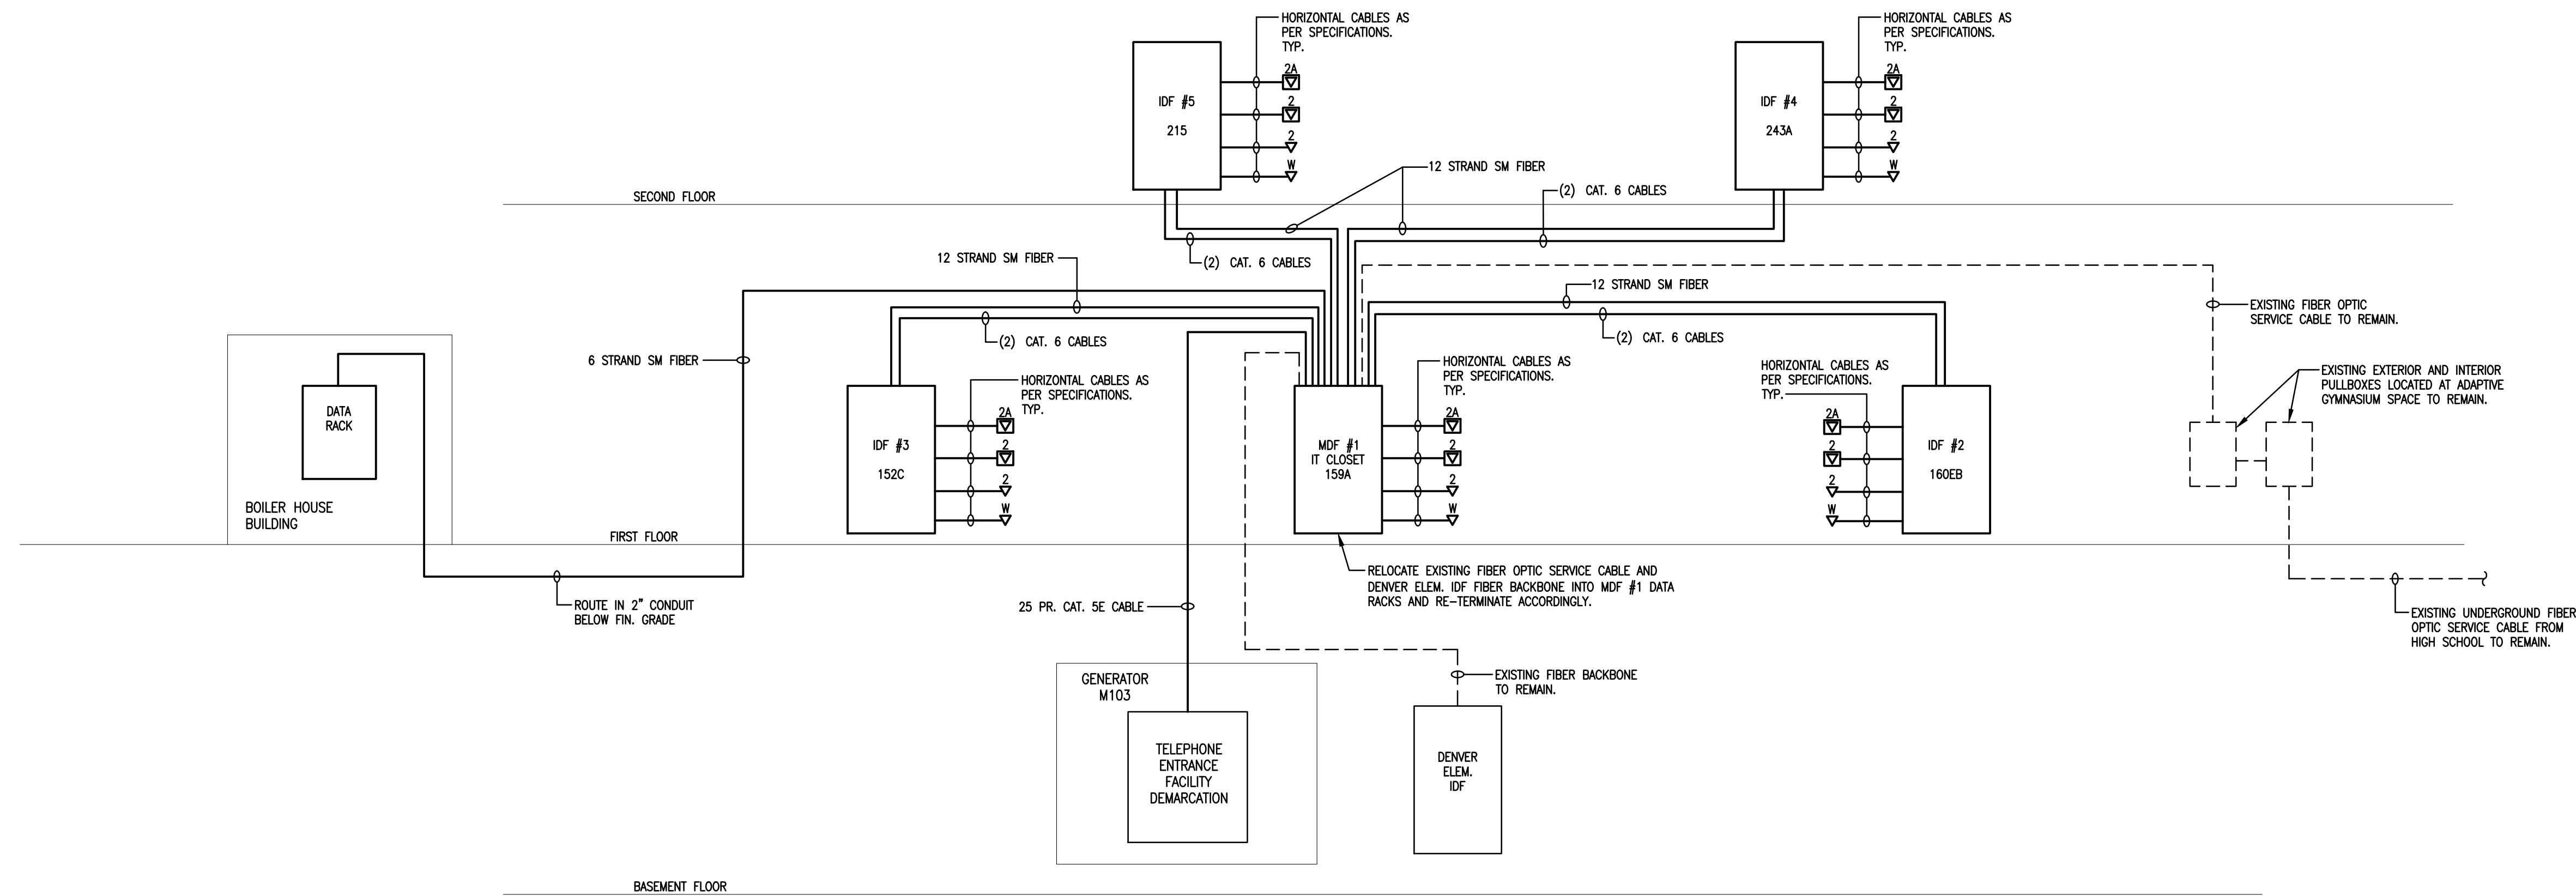 HORIZONTAL CABLES AS
PER SPECIFICATIONS.
TYP.
IDF #5
215
2A
2
2
W
HORIZONTAL CABLES AS
PER SPECIFICATIONS.
TYP.
IDF #4
243A
2A
2
2
W
12 STRAND SM FIBER
(2) CAT. 6 CABLES
SECOND FLOOR
(2) CAT. 6 CABLES
12 STRAND SM FIBER
(2) CAT. 6 CABLES
12 STRAND SM FIBER
(2) CAT. 6 CABLES
EXISTING FIBER OPTIC
SERVICE CABLE TO REMAIN.
6 STRAND SM FIBER
DATA
RACK
BOILER HOUSE
BUILDING
HORIZONTAL CABLES AS
PER SPECIFICATIONS.
TYP.
IDF #3
152C
2A
2
2
W
HORIZONTAL CABLES AS
PER SPECIFICATIONS.
TYP.
MDF #1
IT CLOSET
159A
2A
2
2
W
HORIZONTAL CABLES AS
PER SPECIFICATIONS.
TYP.
2A
2
2
W
IDF #2
160EB
EXISTING EXTERIOR AND INTERIOR
PULLBOXES LOCATED AT ADAPTIVE
GYMNASIUM SPACE TO REMAIN.
FIRST FLOOR
ROUTE IN 2" CONDUIT
BELOW FIN. GRADE
25 PR. CAT. 5E CABLE
RELOCATE EXISTING FIBER OPTIC SERVICE CABLE AND
DENVER ELEM. IDF FIBER BACKBONE INTO MDF #1 DATA
RACKS AND RE-TERMINATE ACCORDINGLY.
EXISTING UNDERGROUND FIBER
OPTIC SERVICE CABLE FROM
HIGH SCHOOL TO REMAIN.
GENERATOR
M103
TELEPHONE
ENTRANCE
FACILITY
DEMARCATION
EXISTING FIBER BACKBONE
TO REMAIN.
DENVER
ELEM.
IDF
BASEMENT FLOOR